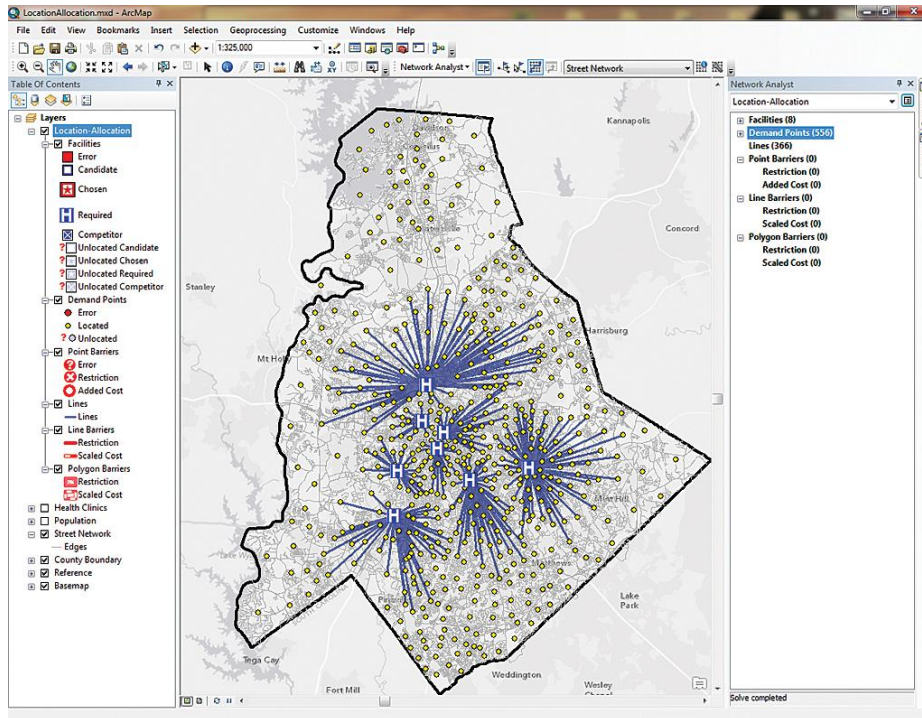 LocationAllocation.mxd - ArcMap
File Edit View Bookmarks Insert Selection Geoprocessing Customize Windows Help
1:325,000
Network Analyst
Street Network
Table Of Contents
Layers
Location-Allocation
Facilities
Error
Candidate
Chosen
Required
Competitor
Unlocated Candidate
Unlocated Chosen
Unlocated Required
Unlocated Competitor
Demand Points
Error
Located
Unlocated
Point Barriers
Error
Restriction
Added Cost
Lines
Lines
Line Barriers
Restriction
Scaled Cost
Polygon Barriers
Restriction
Scaled Cost
Health Clinics
Population
Street Network
Edges
County Boundary
Reference
Basemap
Kannapolis
Concord
Stanley
Harrisburg
Mt Holly
H
H
H
H
H
H
H
H
Mint Hill
Matthews
Lake
Park
Tega Cay
Weddington
Fort Mill
Wesley
Network Analyst
Location-Allocation
Facilities (8)
Demand Points (556)
Lines (366)
Point Barriers (0)
Restriction (0)
Added Cost (0)
Line Barriers (0)
Restriction (0)
Scaled Cost (0)
Polygon Barriers (0)
Restriction (0)
Scaled Cost (0)
Solve completed